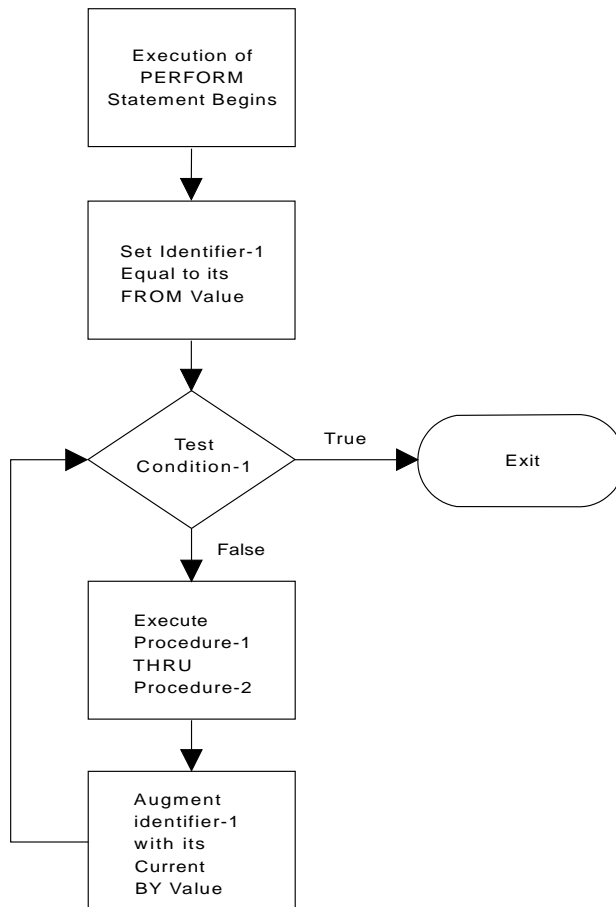 Execution of
PERFORM
Statement Begins
Set Identifier-1
Equal to its
FROM Value
Test
Condition-1
True
Exit
False
Execute
Procedure-1
THRU
Procedure-2
Augment
identifier-1
with its
Current
BY Value